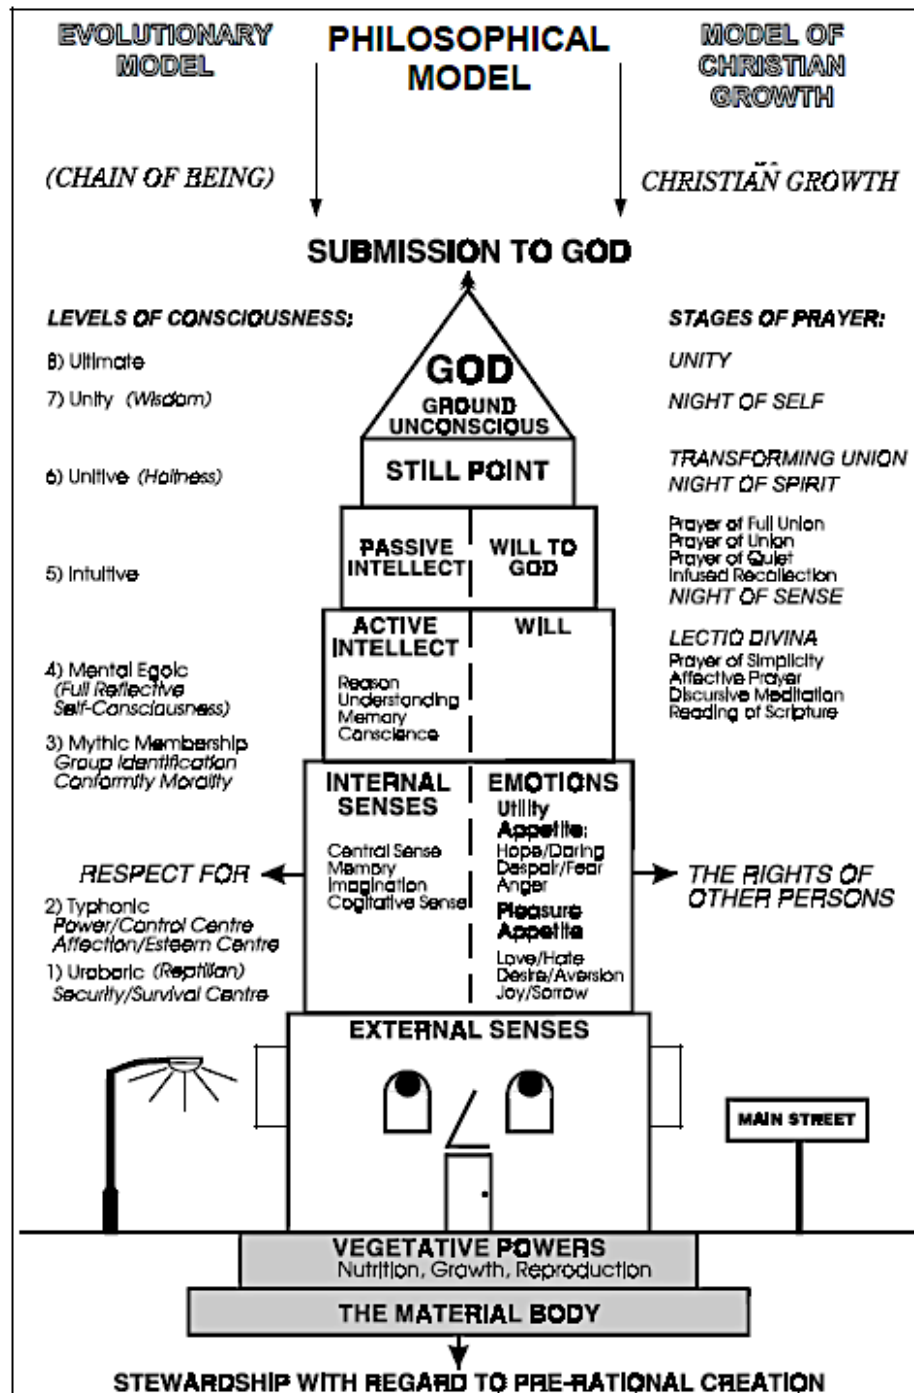 EVOLUTIONARY
MODEL
PHILOSOPHICAL
MODEL
MODEL OF
CHRISTIAN
GROWTH
(CHAIN OF BEING)
CHRISTIAN GROWTH
SUBMISSION TO GOD
LEVELS OF CONSCIOUSNESS:
8) Ultimate
7) Unity (Wisdom)
6) Unitive (Haitness)
5) Intuitive
4) Mental Egoic
(Full Reflective
Self-Consciousness)
3) Mythic Membership
Group Identification
Conformity Morality
RESPECT FOR
2) Typhonic
Power/Control Centre
Affection/Esteem Centre
1) Uroboric (Reptilian)
Security/Survival Centre
GOD
GROUND
UNCONSCIOUS
STILL POINT
PASSIVE
INTELLECT
WILL TO
GOD
ACTIVE
INTELLECT
Reason
Understanding
Memory
Conscience
WILL
INTERNAL
SENSES
Central Sense
Memory
Imagination
Cogitative Sense
EMOTIONS
Utility
Appetite:
Hope/Daring
Despair/Fear
Anger
Pleasure
Appetite
Love/Hate
Desire/Aversion
Joy/Sorrow
STAGES OF PRAYER:
UNITY
NIGHT OF SELF
TRANSFORMING UNION
NIGHT OF SPIRIT
Prayer of Full Union
Prayer of Union
Prayer of Quiet
Infused Recollection
NIGHT OF SENSE
LECTIO DIVINA
Prayer of Simplicity
Affective Prayer
Discursive Meditation
Reading of Scripture
THE RIGHTS OF
OTHER PERSONS
EXTERNAL SENSES
MAIN STREET
VEGETATIVE POWERS
Nutrition, Growth, Reproduction
THE MATERIAL BODY
STEWARDSHIP WITH REGARD TO PRE-RATIONAL CREATION